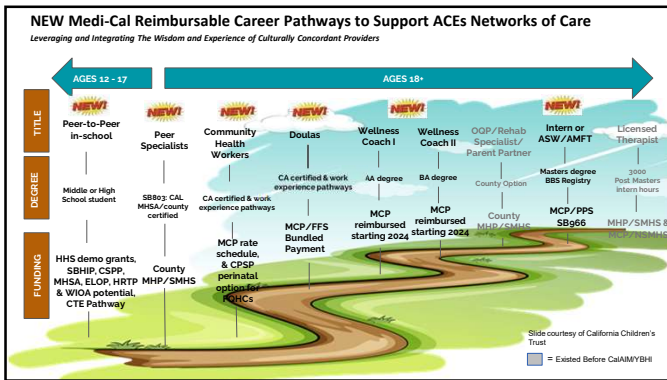 NEW Medi-Cal Reimbursable Career Pathways to Support ACEs Networks of Care
Leveraging and Integrating The Wisdom and Experience of Culturally Concordant Providers
AGES 12 - 17
AGES 18+
TITLE
NEW!
Peer-to-Peer
in-school
NEW!
Peer
Specialists
NEW!
Community
Health
Workers
NEW!
Doulas
NEW!
Wellness
Coach I
Wellness
Coach II
OQP/Rehab
Specialist/
Parent Partner
NEW!
Intern or
ASW/AMFT
Licensed
Therapist
DEGREE
Middle or High
School student
SB803: CAL
MHSA/county
certified
CA certified & work
experience pathways
CA certified & work
experience pathways
AA degree
BA degree
County Option
Masters degree
BBS Registry
3000
Post Masters
intern hours
FUNDING
HHS demo grants,
SBHIP, CSPP,
MHSA, ELOP, HRTP
& WIOA potential,
CTE Pathway
County
MHP/SMHS
MCP rate
schedule,
& CPSP
perinatal
option for
FQHCs
MCP/FFS
Bundled
Payment
MCP
reimbursed
starting 2024
MCP
reimbursed
starting 2024
County
MHP/SMHS
MCP/PPS
SB966
MHP/SMHS &
MCP/NSMHS
Slide courtesy of California Children's
Trust
= Existed Before CalAIM/YBHI